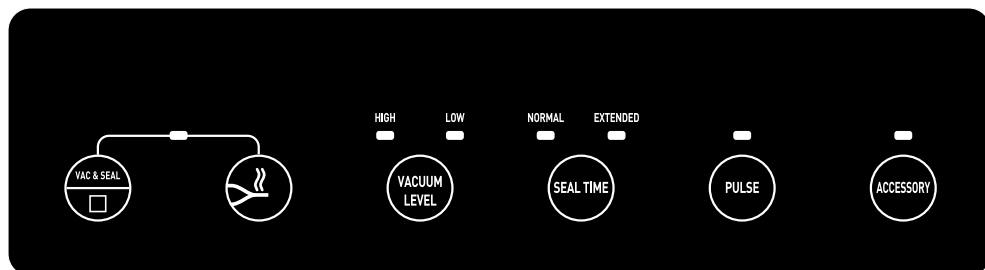 HIGH
LOW
NORMAL
EXTENDED
VAC & SEAL
VACUUM
LEVEL
SEAL TIME
PULSE
ACCESSORY